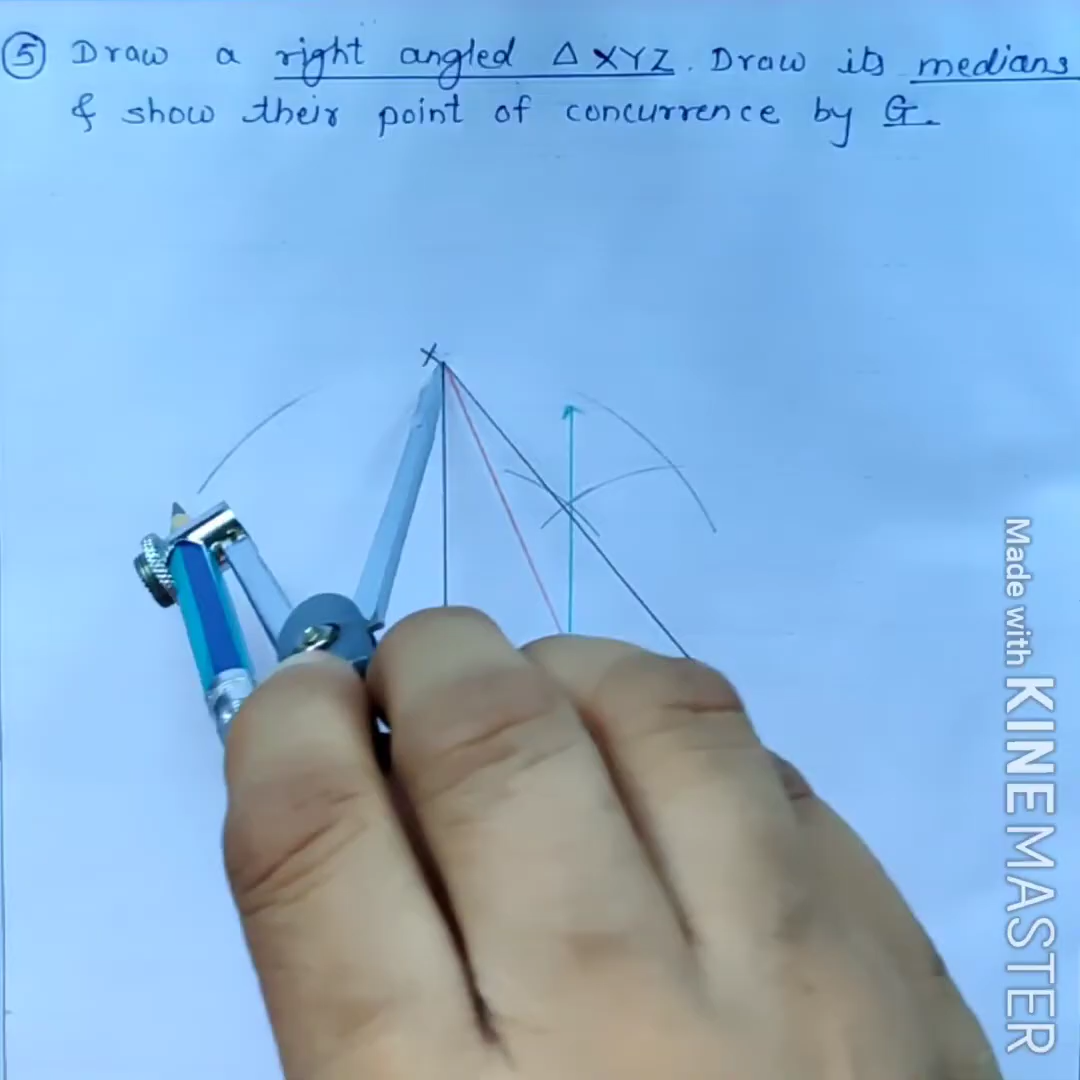 ⑤ Draw a right angled △XYZ. Draw its medians
& show their point of concurrence by G.
X
Made with KINEMASTER